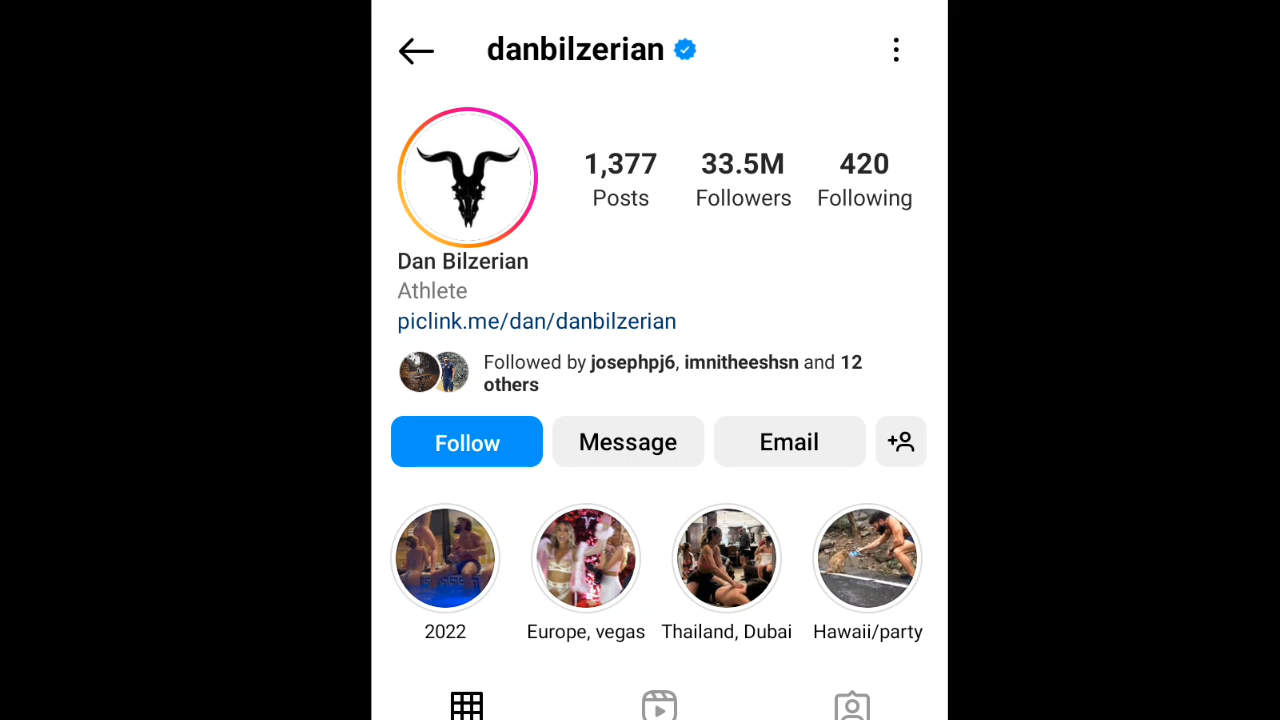 danbilzerian
1,377 33.5M 420
Posts Followers Following
Dan Bilzerian
Athlete
piclink.me/dan/danbilzerian
Followed by josephpj6, imnitheeshsn and 12
others
Follow Message Email
2022 Europe, vegas Thailand, Dubai Hawaii/party